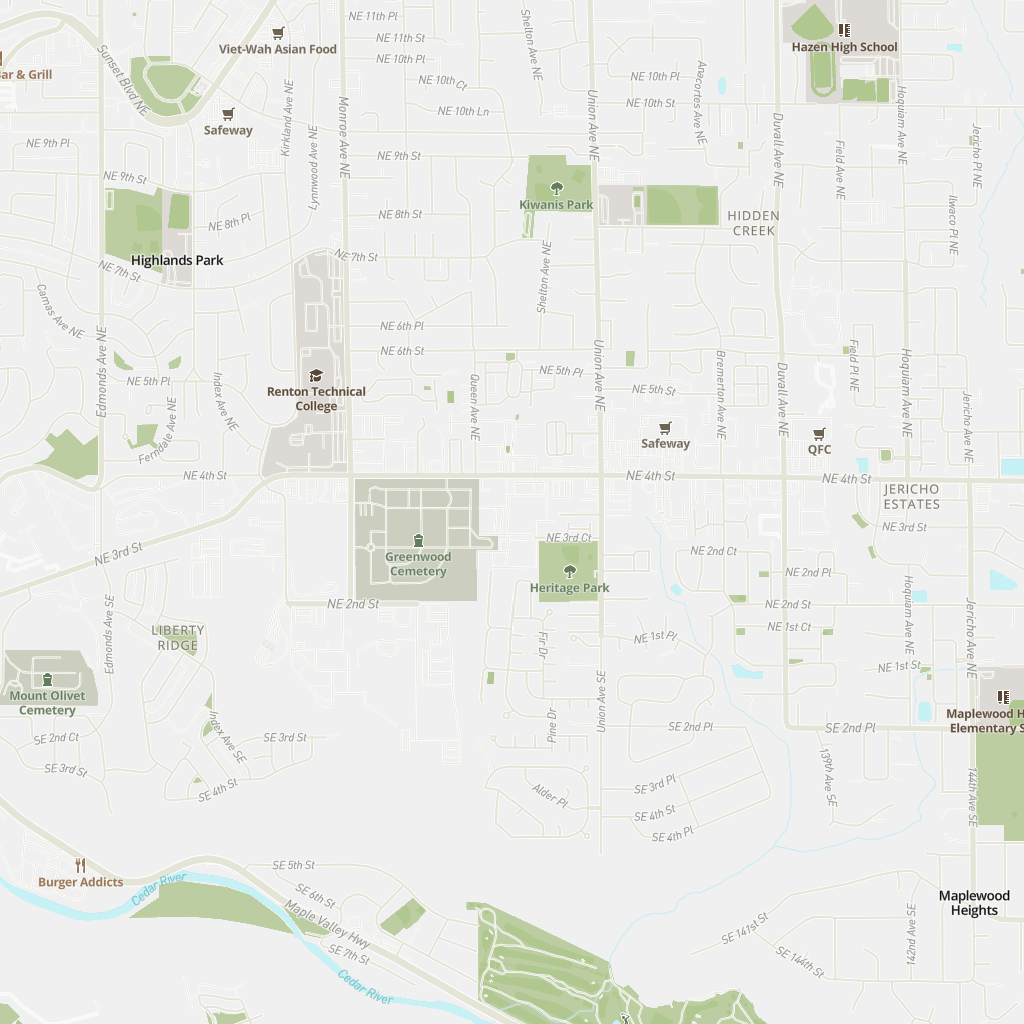 NE 11th Pl
Viet-Wah Asian Food
NE 11th St
NE 10th Pl
NE 10th Ct
NE 10th Ln
Shelton Ave NE
NE 10th Pl
NE 10th St
Anacortes Ave NE
Hazen High School
Bar & Grill
Sunset Blvd NE
Safeway
Kirkland Ave NE
Lynnwood Ave NE
Monroe Ave NE
Union Ave NE
Duvall Ave NE
Field Ave NE
Hoquiam Ave NE
Jericho Pl NE
Ilwaco Pl NE
NE 9th Pl
NE 9th St
NE 9th St
NE 8th Pl
NE 8th St
Kiwanis Park
HIDDEN
CREEK
Highlands Park
NE 7th St
NE 7th St
Shelton Ave NE
Camas Ave NE
Edmonds Ave NE
NE 6th Pl
NE 6th St
NE 5th Pl
NE 5th Pl
NE 5th St
Index Ave NE
Ferndale Ave NE
Renton Technical
College
Queen Ave NE
Union Ave NE
Bremerton Ave NE
Duvall Ave NE
Field Pl NE
Hoquiam Ave NE
Jericho Ave NE
Safeway
QFC
NE 4th St
NE 4th St
NE 4th St
JERICHO
ESTATES
NE 3rd St
NE 3rd St
NE 3rd Ct
NE 2nd Ct
Greenwood
Cemetery
Heritage Park
NE 2nd Pl
NE 2nd St
NE 2nd St
NE 1st Ct
NE 1st Pl
NE 1st St
Hoquiam Ave NE
Jericho Ave NE
Edmonds Ave SE
LIBERTY
RIDGE
Fir Dr
Mount Olivet
Cemetery
Union Ave SE
Pine Dr
Maplewood H
Elementary S
SE 2nd Ct
Index Ave SE
SE 3rd St
SE 2nd Pl
SE 2nd Pl
139th Ave SE
144th Ave SE
SE 3rd St
SE 4th St
Alder Pl
SE 3rd Pl
SE 4th St
SE 4th Pl
Burger Addicts
Cedar River
SE 5th St
SE 6th St
Maple Valley Hwy
SE 7th St
Cedar River
SE 141st St
SE 144th St
142nd Ave SE
Maplewood
Heights